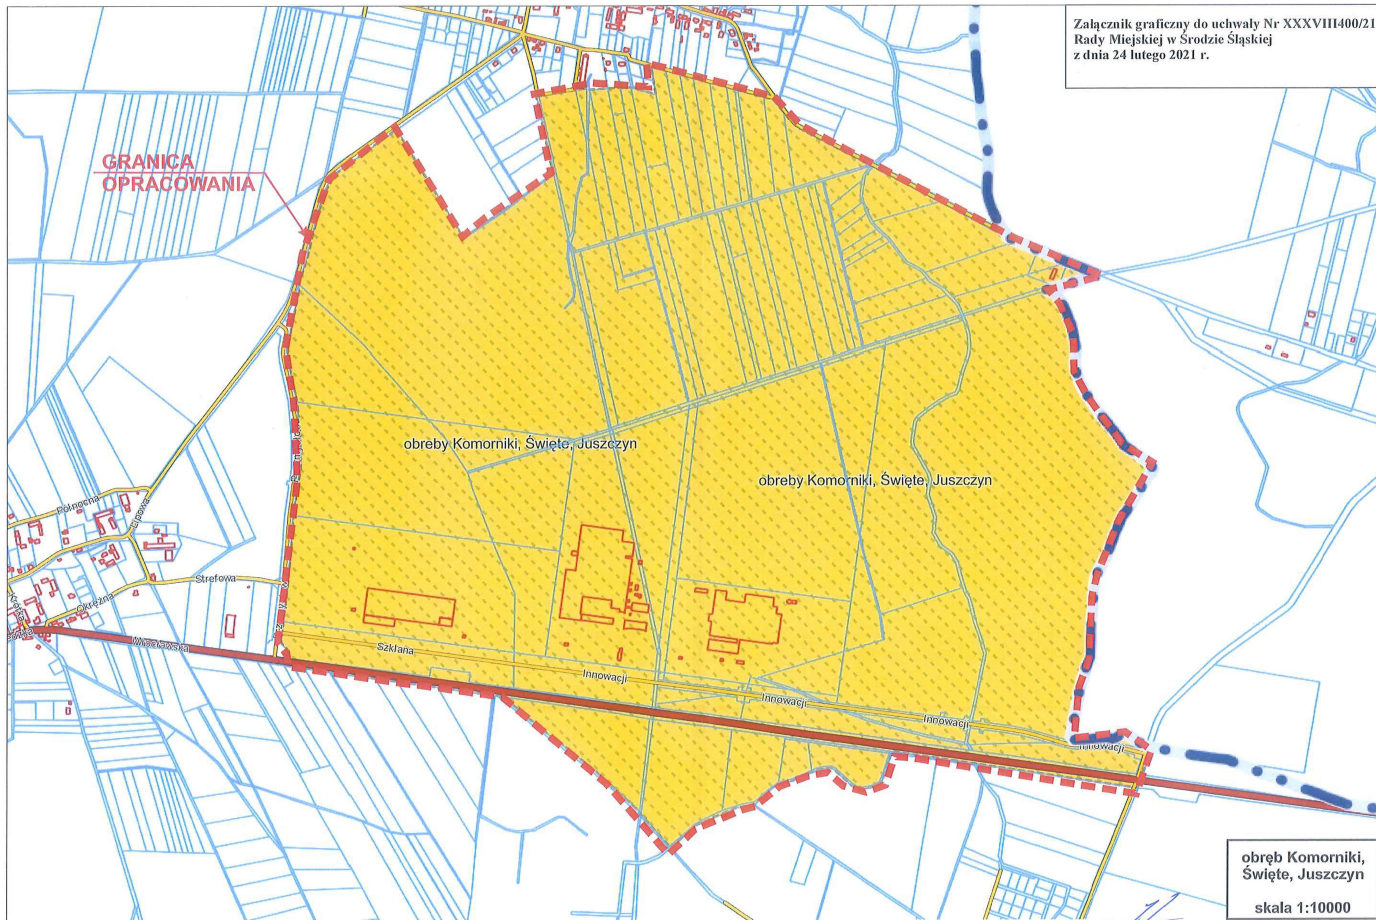 Załącznik graficzny do uchwały Nr XXXVIII400/21
Rady Miejskiej w Środzie Śląskiej
z dnia 24 lutego 2021 r.
GRANICA
OPRACOWANIA
obreby Komorniki, Święte, Juszczyn
obreby Komorniki, Święte, Juszczyn
Północna
Lipowa
Strefowa
Okrężna
Wrocławska
Szklana
Innowacji
Innowacji
Innowacji
Innowacji
obręb Komorniki,
Święte, Juszczyn
skala 1:10000